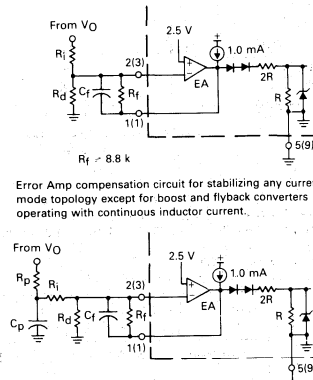 From VO
2.5 V
1.0 mA
Ri
2(3)
+
−
EA
2R
Rd
Cf
Rf
R
1(1)
5(9)
Rf ≥ 8.8 k
Error Amp compensation circuit for stabilizing any curre
mode topology except for boost and flyback converters
operating with continuous inductor current.
From VO
2.5 V
1.0 mA
Rp
Ri
2(3)
+
−
EA
2R
Cp
Rd
Cf
Rf
R
1(1)
5(9